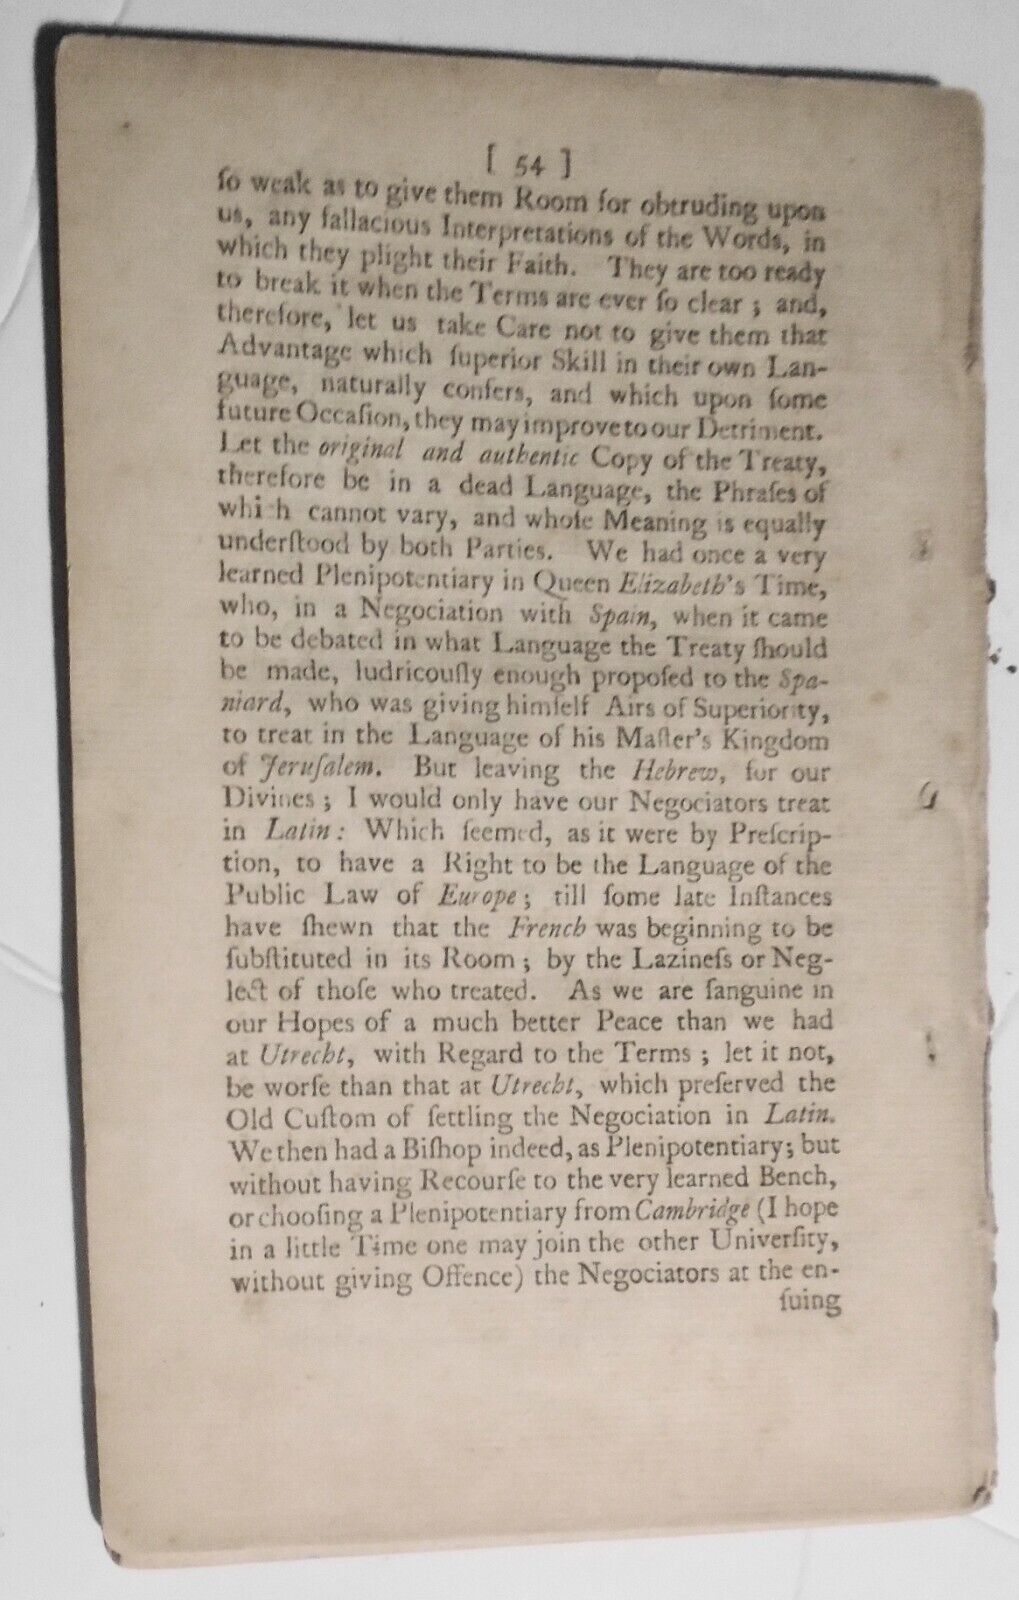 [ 54 ]
ſo weak as to give them Room for obtruding upon
us, any fallacious Interpretations of the Words, in
which they plight their Faith. They are too ready
to break it when the Terms are ever ſo clear ; and,
therefore, let us take Care not to give them that
Advantage which ſuperior Skill in their own Lan-
guage, naturally confers, and which upon ſome
future Occaſion, they may improve to our Detriment.
Let the original and authentic Copy of the Treaty,
therefore be in a dead Language, the Phraſes of
which cannot vary, and whoſe Meaning is equally
underſtood by both Parties. We had once a very
learned Plenipotentiary in Queen Elizabeth's Time,
who, in a Negociation with Spain, when it came
to be debated in what Language the Treaty ſhould
be made, ludricouſly enough propoſed to the Spa-
niard, who was giving himſelf Airs of Superiority,
to treat in the Language of his Maſter's Kingdom
of Jeruſalem. But leaving the Hebrew, for our
Divines ; I would only have our Negociators treat
in Latin : Which ſeemed, as it were by Preſcrip-
tion, to have a Right to be the Language of the
Public Law of Europe ; till ſome late Inſtances
have ſhewn that the French was beginning to be
ſubſtituted in its Room ; by the Lazineſs or Neg-
lect of thoſe who treated. As we are ſanguine in
our Hopes of a much better Peace than we had
at Utrecht, with Regard to the Terms ; let it not,
be worſe than that at Utrecht, which preſerved the
Old Cuſtom of ſettling the Negociation in Latin.
We then had a Biſhop indeed, as Plenipotentiary; but
without having Recourſe to the very learned Bench,
or chooſing a Plenipotentiary from Cambridge (I hope
in a little Time one may join the other Univerſity,
without giving Offence) the Negociators at the en-
ſuing